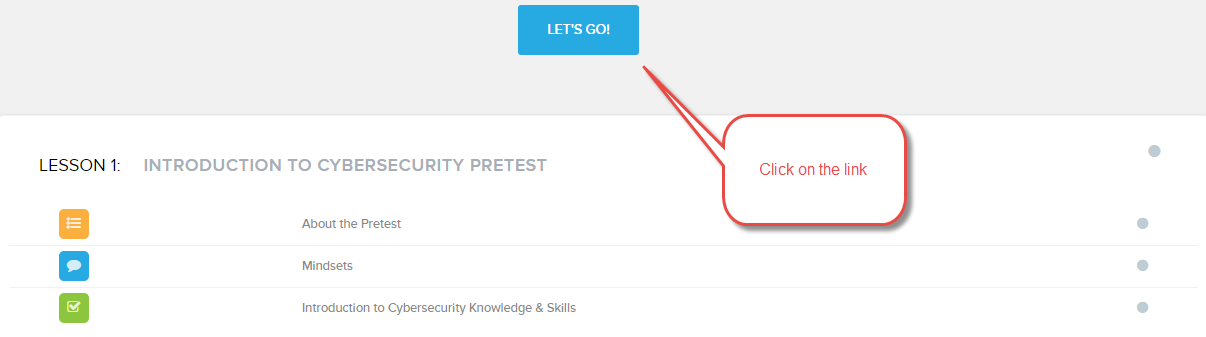 LET'S GO!
Click on the link
LESSON 1: INTRODUCTION TO CYBERSECURITY PRETEST
About the Pretest
Mindsets
Introduction to Cybersecurity Knowledge & Skills